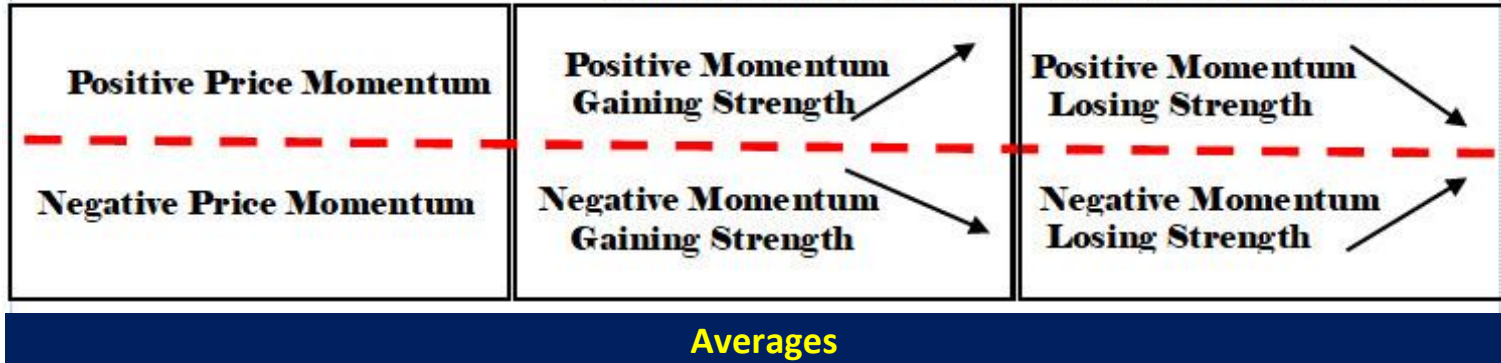 Positive Price Momentum
Negative Price Momentum
Positive Momentum
Gaining Strength
Negative Momentum
Gaining Strength
Positive Momentum
Losing Strength
Negative Momentum
Losing Strength
Averages